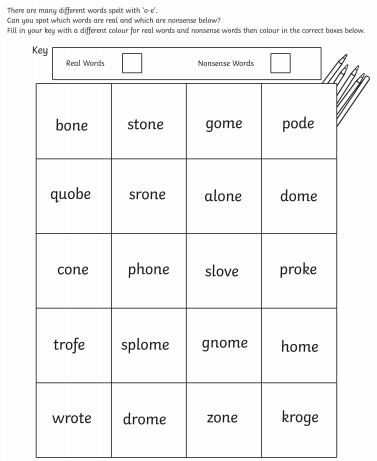 There are many different words spelt with 'o-e'.
Can you spot which words are real and which are nonsense below?
Fill in your key with a different colour for real words and nonsense words then colour in the correct boxes below.
Key
Real Words Nonsense Words
bone stone gome pode
quobe srone alone dome
cone phone slove proke
trofe splome gnome home
wrote drome zone kroge